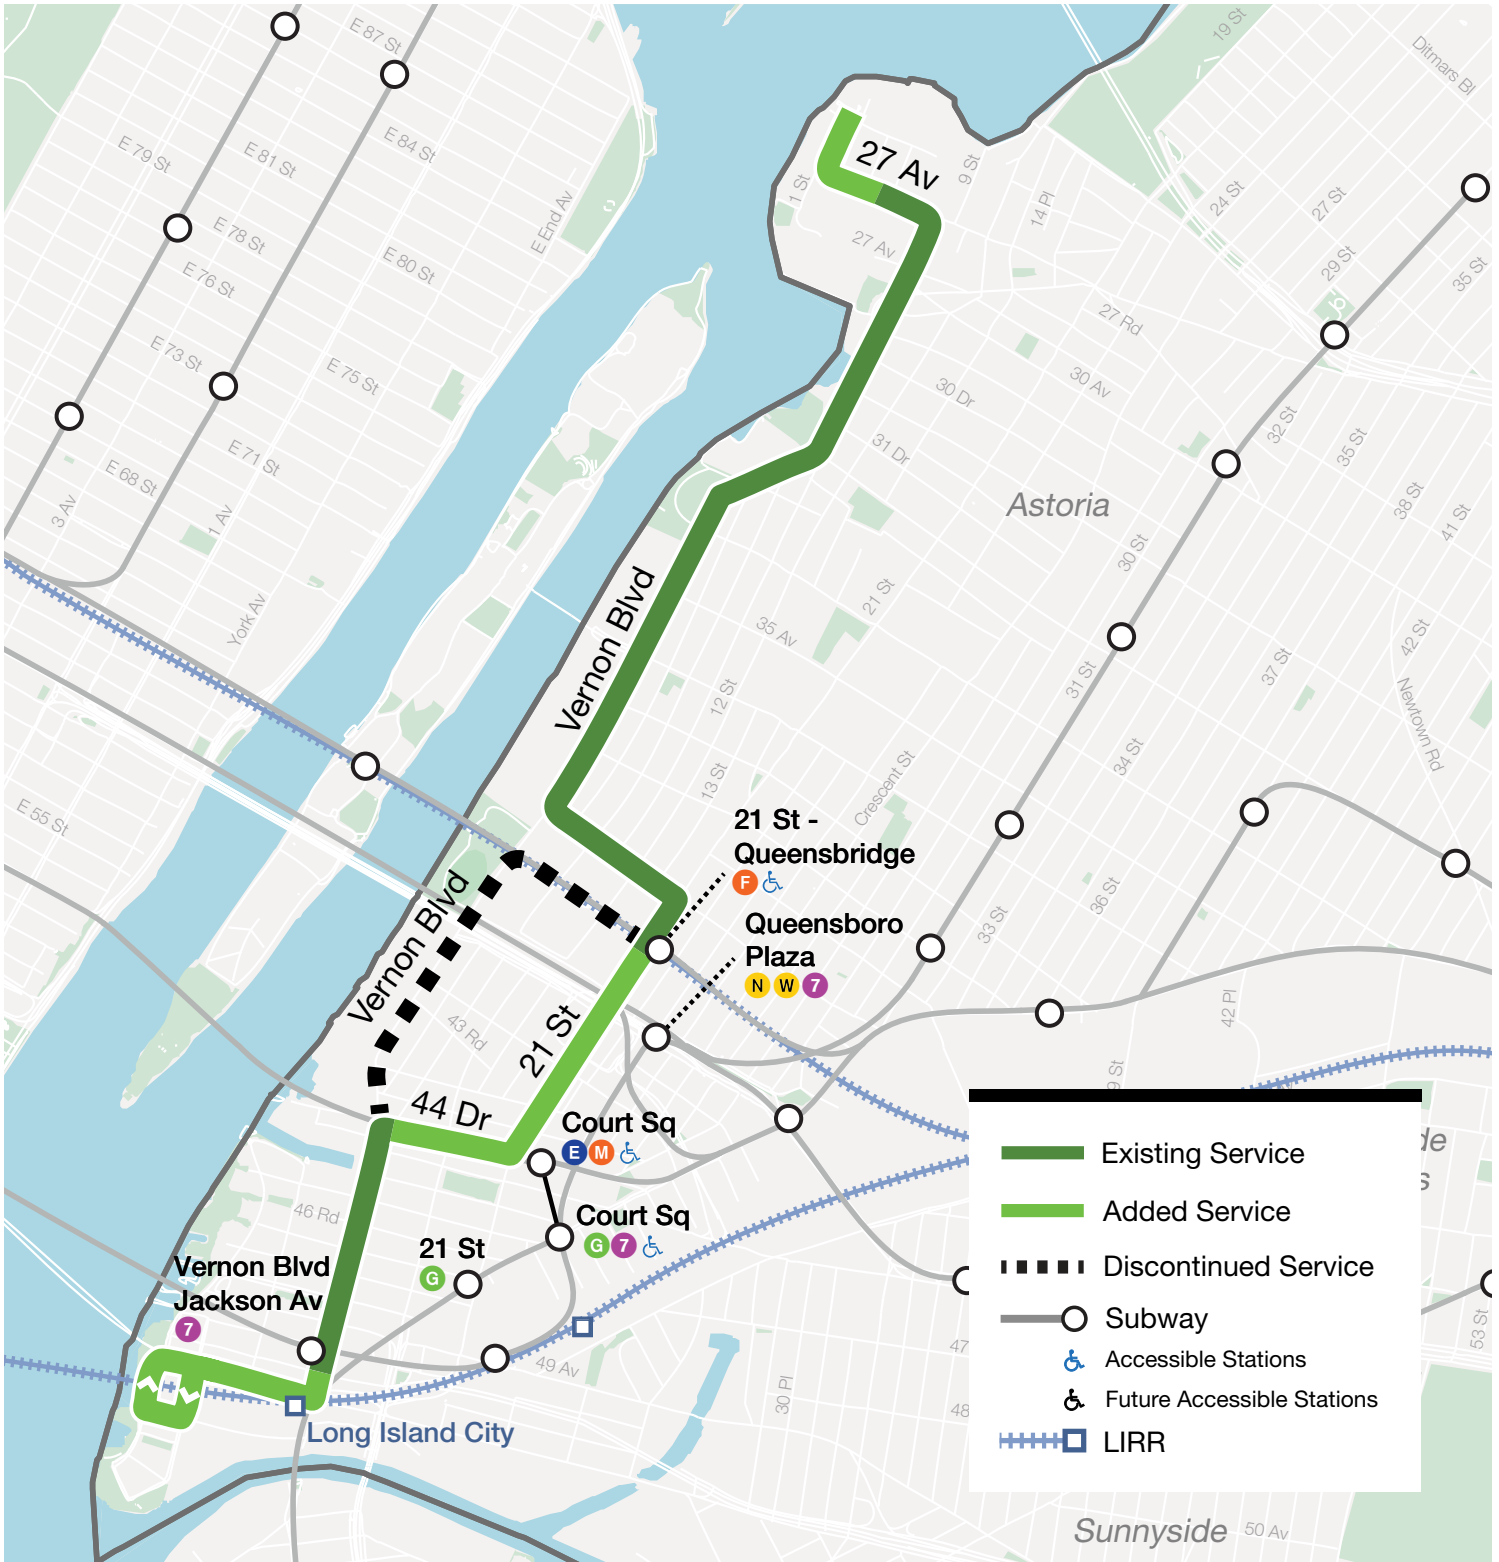 E 87 St
19 St
Ditmars Bl
E 84 St
E 79 St
E 81 St
27 Av
9 St
1 St
14 Pl
24 St
27 St
E End Av
E 78 St
27 Av
E 80 St
E 76 St
29 St
35 St
27 Rd
E 73 St
E 75 St
30 Dr
30 Av
32 St
35 St
31 Dr
E 71 St
E 68 St
3 Av
1 Av
Astoria
38 St
41 St
30 St
Vernon Blvd
21 St
York Av
35 Av
42 St
37 St
31 St
12 St
Newtown Rd
34 St
13 St
Crescent St
E 55 St
21 St -
Queensbridge
F
Vernon Blvd
36 St
33 St
Queensboro
Plaza
N W 7
42 Pl
43 Rd
21 St
9 St
44 Dr
Court Sq
E M
de
s
Existing Service
Added Service
Discontinued Service
Subway
Accessible Stations
Future Accessible Stations
LIRR
46 Rd
Court Sq
G 7
21 St
G
Vernon Blvd
Jackson Av
7
53 St
47
49 Av
30 Pl
48
Long Island City
Sunnyside
50 Av